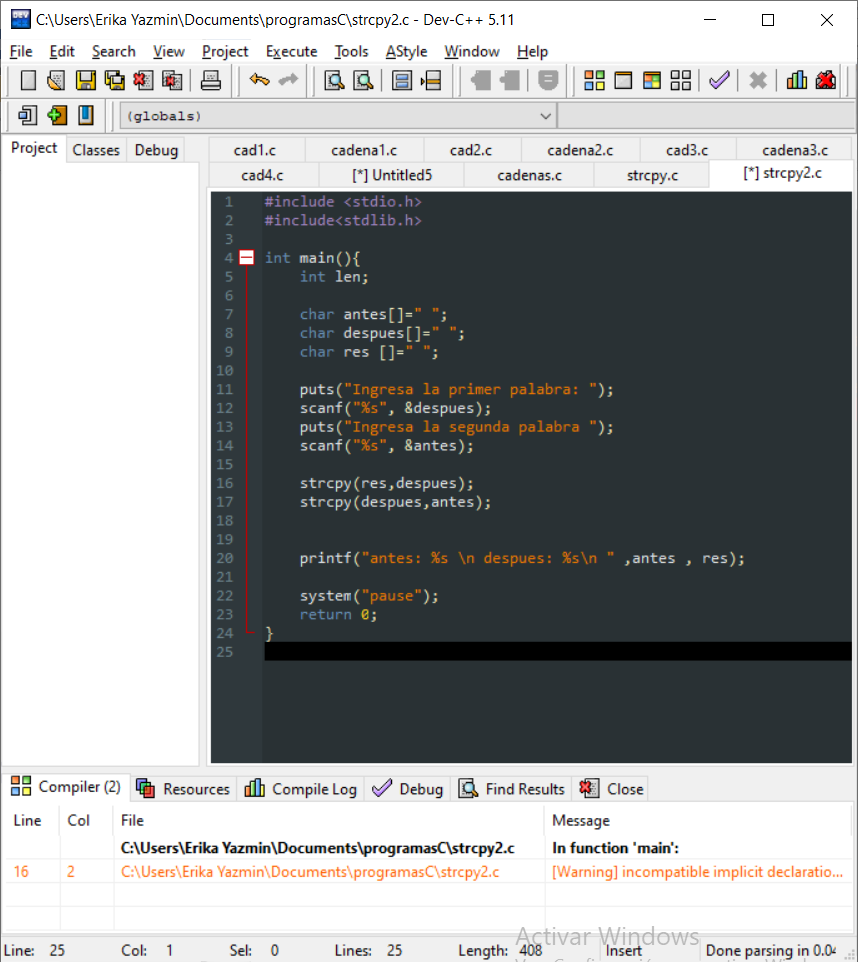 C:\Users\Erika Yazmin\Documents\programasC\strcpy2.c - Dev-C++ 5.11
File Edit Search View Project Execute Tools AStyle Window Help
(globals)
Project Classes Debug
cad1.c cadena1.c cad2.c cadena2.c cad3.c cadena3.c
cad4.c [*] Untitled5 cadenas.c strcpy.c [*] strcpy2.c
1 #include <stdio.h>
2 #include<stdlib.h>
3
4 int main(){
5 int len;
6
7 char antes[]=" ";
8 char despues[]=" ";
9 char res []=" ";
10
11 puts("Ingresa la primer palabra: ");
12 scanf("%s", &despues);
13 puts("Ingresa la segunda palabra ");
14 scanf("%s", &antes);
15
16 strcpy(res,despues);
17 strcpy(despues,antes);
18
19
20 printf("antes: %s \n despues: %s\n " ,antes , res);
21
22 system("pause");
23 return 0;
24 }
25
Compiler (2) Resources Compile Log Debug Find Results Close
Line Col File Message
C:\Users\Erika Yazmin\Documents\programasC\strcpy2.c In function 'main':
16 2 C:\Users\Erika Yazmin\Documents\programasC\strcpy2.c [Warning] incompatible implicit declaratio...
Activar Windows
Line: 25 Col: 1 Sel: 0 Lines: 25 Length: 408 Insert Done parsing in 0.0